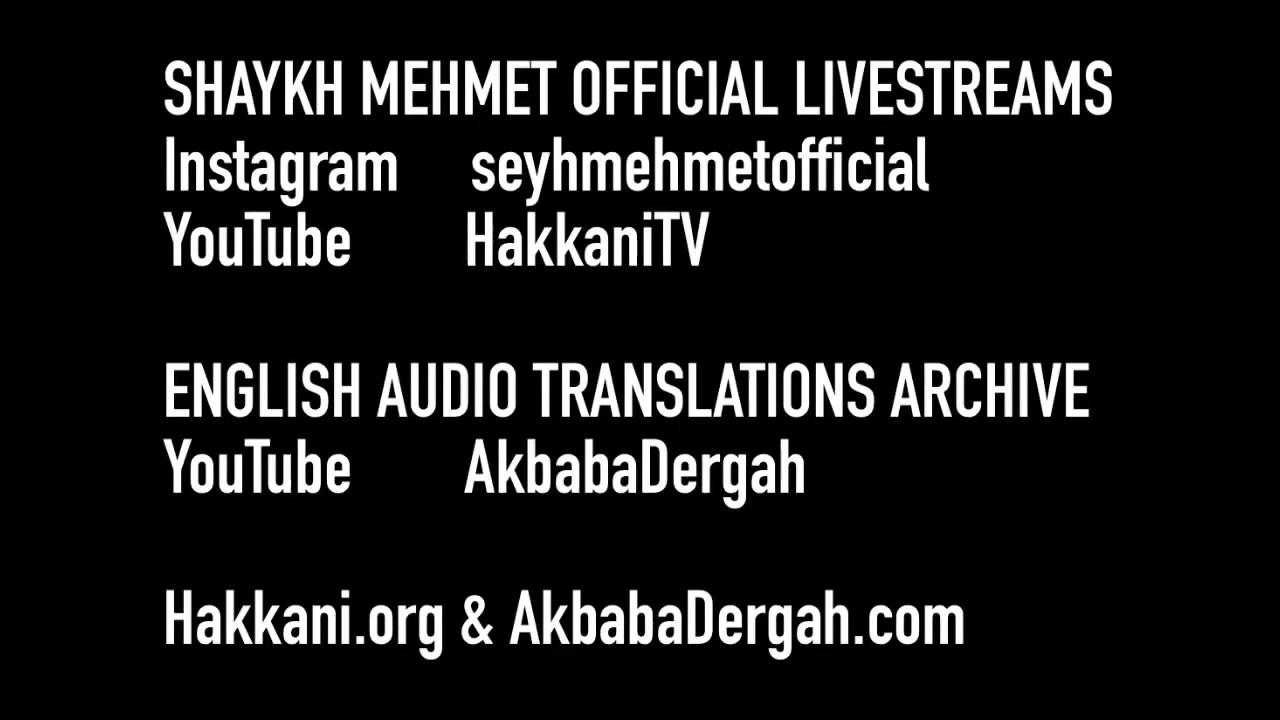 SHAYKH MEHMET OFFICIAL LIVESTREAMS
Instagram seyhmehmetofficial
YouTube HakkaniTV
ENGLISH AUDIO TRANSLATIONS ARCHIVE
YouTube AkbabaDergah
Hakkani.org & AkbabaDergah.com